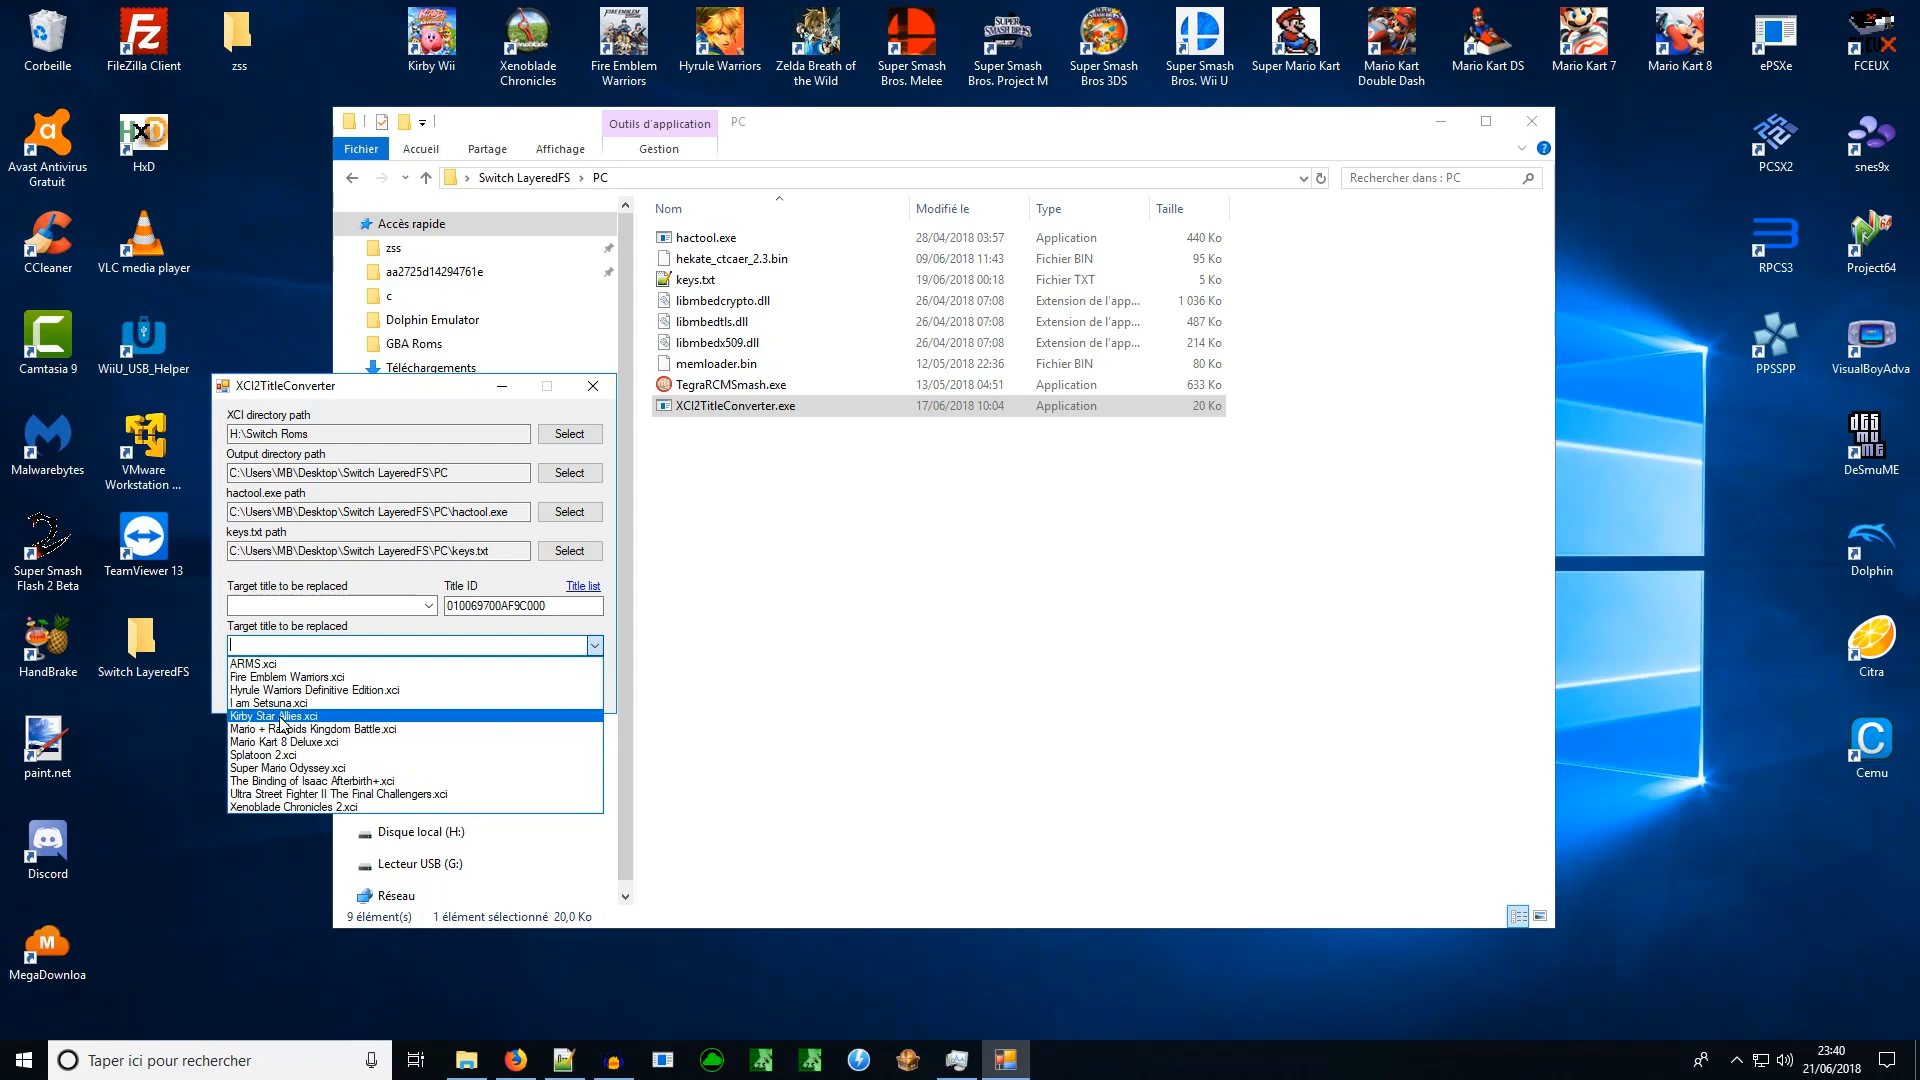 Corbeille
FileZilla Client
zss
Kirby Wii
Xenoblade
Chronicles
Fire Emblem
Warriors
Hyrule Warriors
Zelda Breath of
the Wild
Super Smash
Bros. Melee
Super Smash
Bros. Project M
Super Smash
Bros 3DS
Super Smash
Bros. Wii U
Super Mario Kart
Mario Kart
Double Dash
Mario Kart DS
Mario Kart 7
Mario Kart 8
ePSXe
FCEUX
Avast Antivirus
Gratuit
HxD
PCSX2
snes9x
CCleaner
VLC media player
RPCS3
Project64
Camtasia 9
WiiU_USB_Helper
PPSSPP
VisualBoyAdva
Malwarebytes
VMware
Workstation ...
DeSmuME
Super Smash
Flash 2 Beta
TeamViewer 13
Dolphin
HandBrake
Switch LayeredFS
Citra
paint.net
Cemu
Discord
MegaDownloa
Outils d'application
PC
Fichier
Accueil
Partage
Affichage
Gestion
Switch LayeredFS > PC
Rechercher dans : PC
Accès rapide
zss
aa2725d14294761e
c
Dolphin Emulator
GBA Roms
Téléchargements
Disque local (H:)
Lecteur USB (G:)
Réseau
Nom Modifié le Type Taille
hactool.exe 28/04/2018 03:57 Application 440 Ko
hekate_ctcaer_2.3.bin 09/06/2018 11:43 Fichier BIN 95 Ko
keys.txt 19/06/2018 00:18 Fichier TXT 5 Ko
libmbedcrypto.dll 26/04/2018 07:08 Extension de l'app... 1 036 Ko
libmbedtls.dll 26/04/2018 07:08 Extension de l'app... 487 Ko
libmbedx509.dll 26/04/2018 07:08 Extension de l'app... 214 Ko
memloader.bin 12/05/2018 22:36 Fichier BIN 80 Ko
TegraRCMSmash.exe 13/05/2018 04:51 Application 633 Ko
XCI2TitleConverter.exe 17/06/2018 10:04 Application 20 Ko
9 élément(s) 1 élément sélectionné 20,0 Ko
XCI2TitleConverter
XCI directory path
H:\Switch Roms Select
Output directory path
C:\Users\MB\Desktop\Switch LayeredFS\PC Select
hactool.exe path
C:\Users\MB\Desktop\Switch LayeredFS\PC\hactool.exe Select
keys.txt path
C:\Users\MB\Desktop\Switch LayeredFS\PC\keys.txt Select
Target title to be replaced Title ID Title list
010069700AF9C000
Target title to be replaced
ARMS.xci
Fire Emblem Warriors.xci
Hyrule Warriors Definitive Edition.xci
I am Setsuna.xci
Kirby Star Allies.xci
Mario + Rabbids Kingdom Battle.xci
Mario Kart 8 Deluxe.xci
Splatoon 2.xci
Super Mario Odyssey.xci
The Binding of Isaac Afterbirth+.xci
Ultra Street Fighter II The Final Challengers.xci
Xenoblade Chronicles 2.xci
Taper ici pour rechercher
23:40
21/06/2018